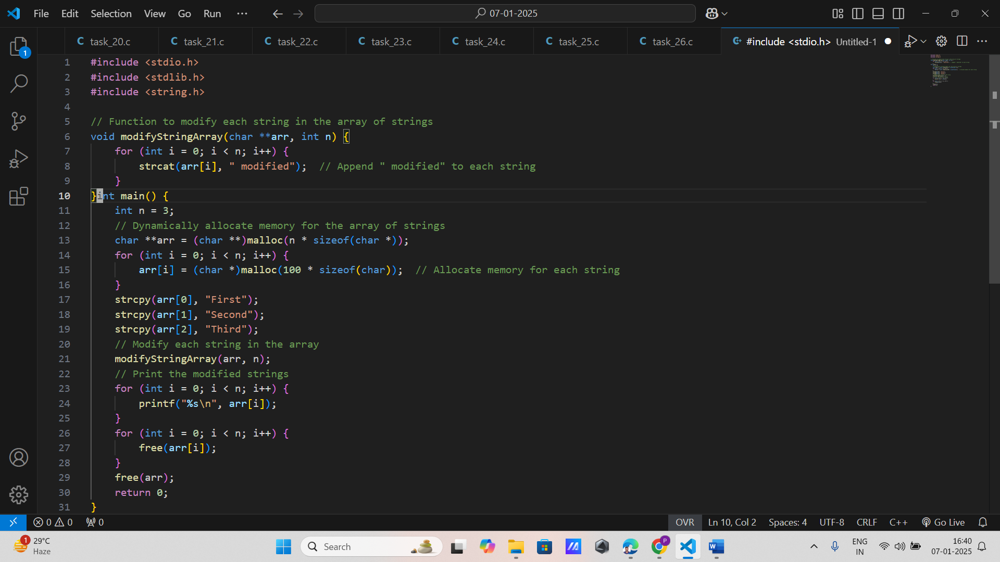 File Edit Selection View Go Run ··· 07-01-2025
task_20.c task_21.c task_22.c task_23.c task_24.c task_25.c task_26.c #include <stdio.h> Untitled-1
1
1 #include <stdio.h>
2 #include <stdlib.h>
3 #include <string.h>
4
5 // Function to modify each string in the array of strings
6 void modifyStringArray(char **arr, int n) {
7 for (int i = 0; i < n; i++) {
8 strcat(arr[i], " modified"); // Append " modified" to each string
9 }
10 }int main() {
11 int n = 3;
12 // Dynamically allocate memory for the array of strings
13 char **arr = (char **)malloc(n * sizeof(char *));
14 for (int i = 0; i < n; i++) {
15 arr[i] = (char *)malloc(100 * sizeof(char)); // Allocate memory for each string
16 }
17 strcpy(arr[0], "First");
18 strcpy(arr[1], "Second");
19 strcpy(arr[2], "Third");
20 // Modify each string in the array
21 modifyStringArray(arr, n);
22 // Print the modified strings
23 for (int i = 0; i < n; i++) {
24 printf("%s\n", arr[i]);
25 }
26 for (int i = 0; i < n; i++) {
27 free(arr[i]);
28 }
29 free(arr);
30 return 0;
31 }
0 0 0 OVR Ln 10, Col 2 Spaces: 4 UTF-8 CRLF C++ Go Live
1 29°C Search P ENG 16:40
Haze IN 07-01-2025